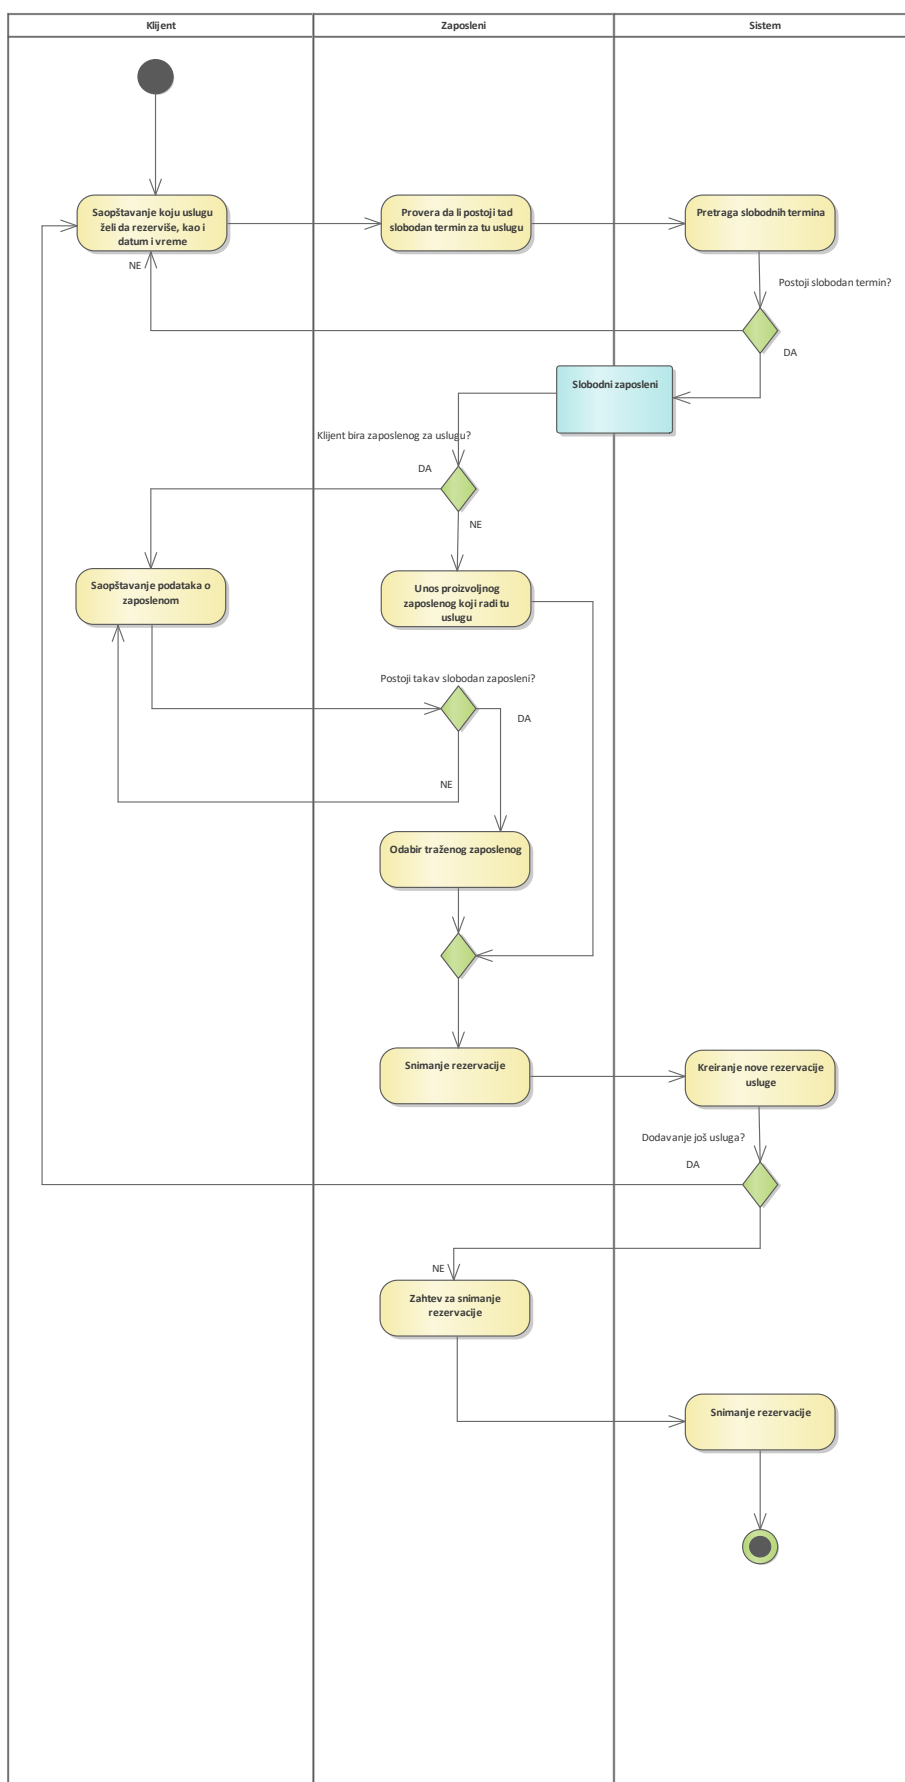 Klijent
Zaposleni
Sistem
Saopštavanje koju uslugu
želi da rezerviše, kao i
datum i vreme
Provera da li postoji tad
slobodan termin za tu uslugu
Pretraga slobodnih termina
NE
Postoji slobodan termin?
DA
Slobodni zaposleni
Klijent bira zaposlenog za uslugu?
DA
NE
Saopštavanje podataka o
zaposlenom
Unos proizvoljnog
zaposlenog koji radi tu
uslugu
Postoji takav slobodan zaposleni?
DA
NE
Odabir traženog zaposlenog
Snimanje rezervacije
Kreiranje nove rezervacije
usluge
Dodavanje još usluga?
DA
NE
Zahtev za snimanje
rezervacije
Snimanje rezervacije